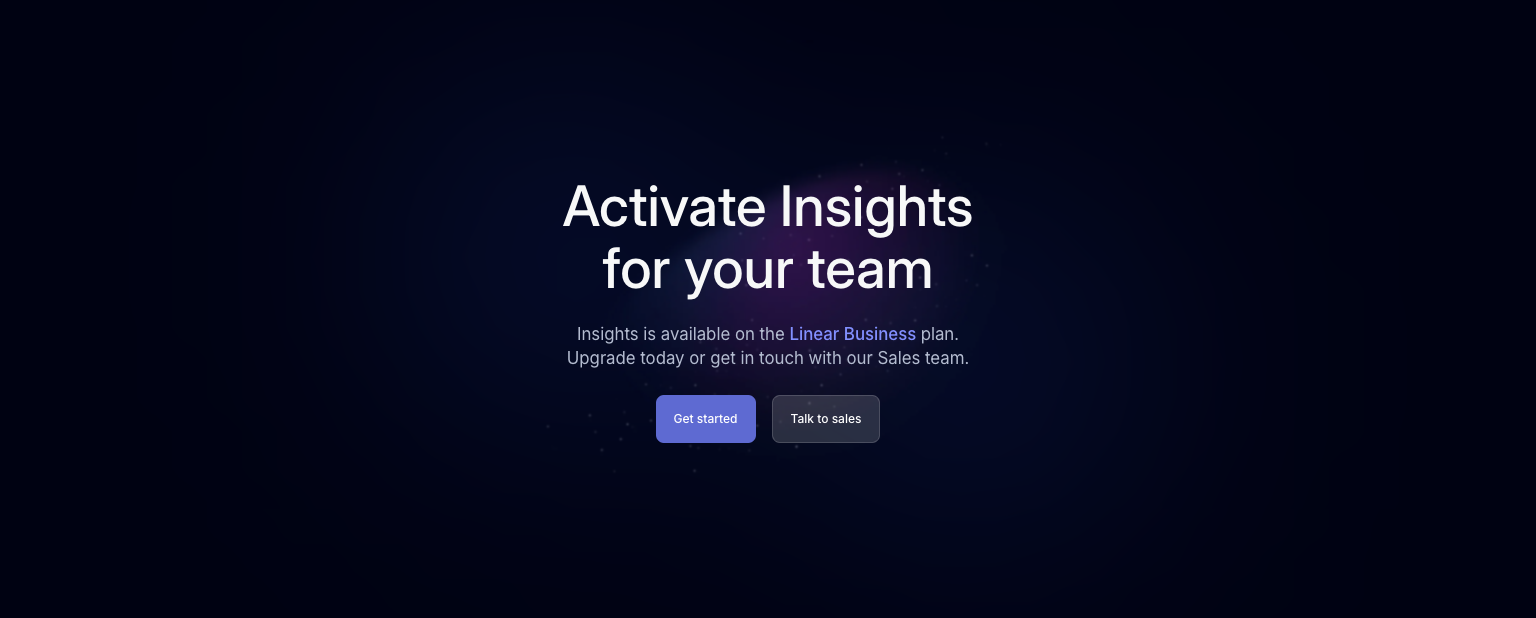 Activate Insights
for your team
Insights is available on the Linear Business plan.
Upgrade today or get in touch with our Sales team.
Get started
Talk to sales